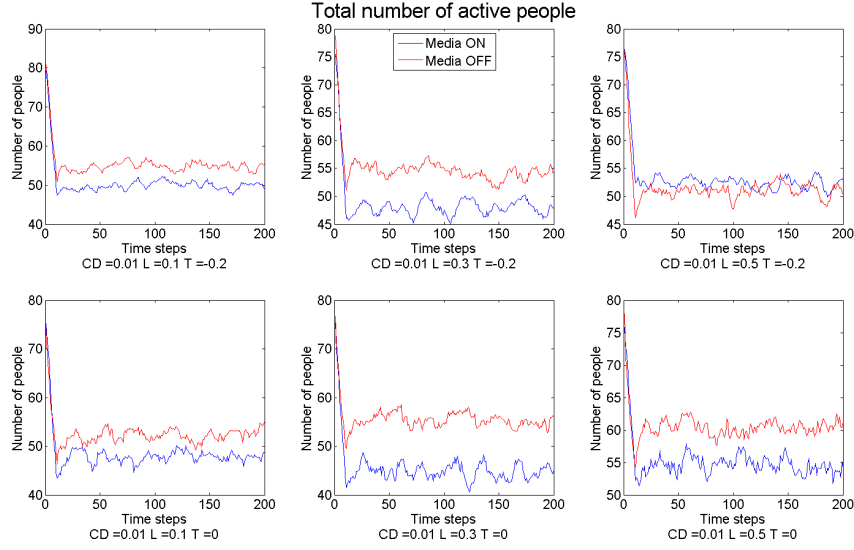 Total number of active people
90
80
70
60
50
40
0 50 100 150 200
Number of people
Time steps
CD =0.01 L =0.1 T =-0.2
80
75
70
65
60
55
50
45
0 50 100 150 200
Number of people
Media ON
Media OFF
Time steps
CD =0.01 L =0.3 T =-0.2
80
75
70
65
60
55
50
45
0 50 100 150 200
Number of people
Time steps
CD =0.01 L =0.5 T =-0.2
80
70
60
50
40
0 50 100 150 200
Number of people
Time steps
CD =0.01 L =0.1 T =0
80
70
60
50
40
0 50 100 150 200
Number of people
Time steps
CD =0.01 L =0.3 T =0
80
75
70
65
60
55
50
0 50 100 150 200
Number of people
Time steps
CD =0.01 L =0.5 T =0